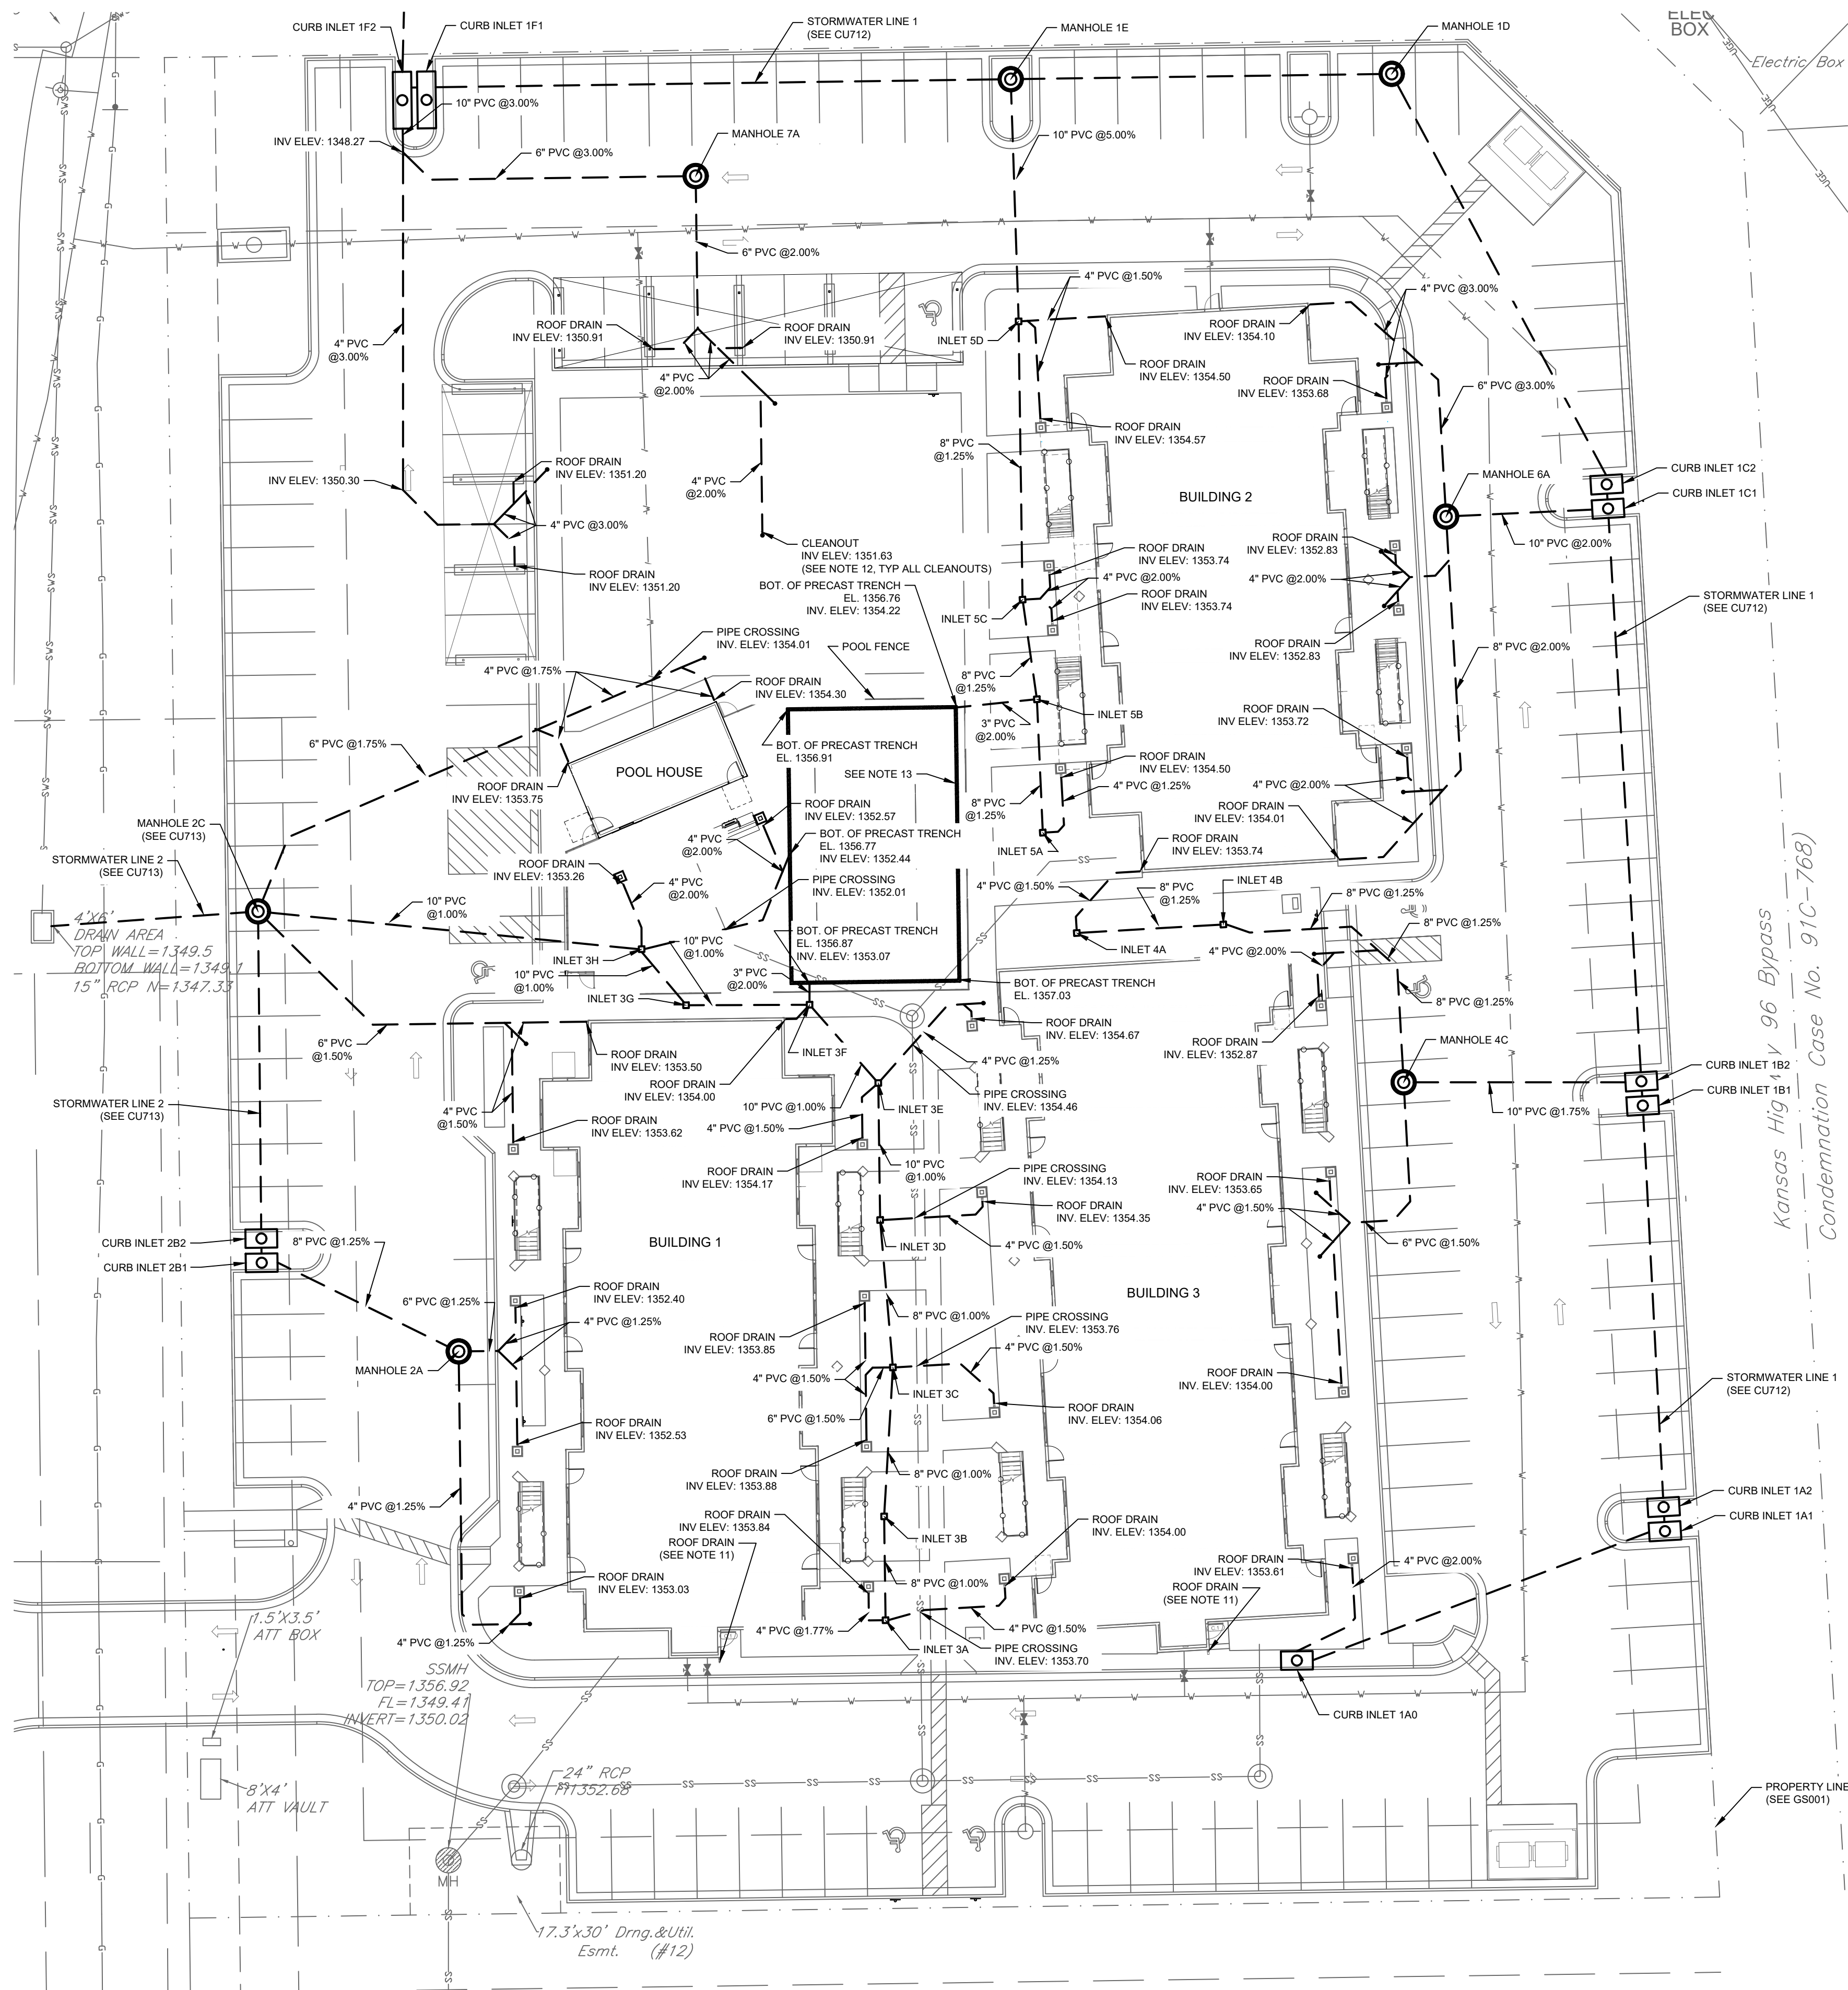 CURB INLET 1F2
CURB INLET 1F1
STORMWATER LINE 1
(SEE CU712)
MANHOLE 1E
MANHOLE 1D
ELEC
BOX
Electric Box
10" PVC @3.00%
INV ELEV: 1348.27
6" PVC @3.00%
MANHOLE 7A
10" PVC @5.00%
6" PVC @2.00%
4" PVC @1.50%
4" PVC @3.00%
4" PVC
@3.00%
ROOF DRAIN
INV ELEV: 1350.91
ROOF DRAIN
INV ELEV: 1350.91
4" PVC
@2.00%
INLET 5D
ROOF DRAIN
INV ELEV: 1354.10
ROOF DRAIN
INV ELEV: 1354.50
ROOF DRAIN
INV ELEV: 1353.68
6" PVC @3.00%
ROOF DRAIN
INV ELEV: 1354.57
8" PVC
@1.25%
ROOF DRAIN
INV ELEV: 1351.20
INV ELEV: 1350.30
4" PVC
@2.00%
4" PVC @3.00%
BUILDING 2
MANHOLE 6A
CURB INLET 1C2
CURB INLET 1C1
10" PVC @2.00%
CLEANOUT
INV ELEV: 1351.63
(SEE NOTE 12, TYP ALL CLEANOUTS)
ROOF DRAIN
INV ELEV: 1351.20
ROOF DRAIN
INV ELEV: 1353.74
4" PVC @2.00%
ROOF DRAIN
INV ELEV: 1353.74
ROOF DRAIN
INV ELEV: 1352.83
4" PVC @2.00%
BOT. OF PRECAST TRENCH
EL. 1356.76
INV. ELEV: 1354.22
INLET 5C
STORMWATER LINE 1
(SEE CU712)
PIPE CROSSING
INV. ELEV: 1354.01
POOL FENCE
ROOF DRAIN
INV ELEV: 1352.83
8" PVC @2.00%
4" PVC @1.75%
ROOF DRAIN
INV ELEV: 1354.30
8" PVC
@1.25%
INLET 5B
3" PVC
@2.00%
ROOF DRAIN
INV ELEV: 1353.72
6" PVC @1.75%
BOT. OF PRECAST TRENCH
EL. 1356.91
POOL HOUSE
SEE NOTE 13
ROOF DRAIN
INV ELEV: 1354.50
4" PVC @1.25%
4" PVC @2.00%
ROOF DRAIN
INV ELEV: 1353.75
ROOF DRAIN
INV ELEV: 1352.57
8" PVC
@1.25%
ROOF DRAIN
INV ELEV: 1354.01
MANHOLE 2C
(SEE CU713)
4" PVC
@2.00%
BOT. OF PRECAST TRENCH
EL. 1356.77
INV ELEV: 1352.44
INLET 5A
ROOF DRAIN
INV ELEV: 1353.74
STORMWATER LINE 2
(SEE CU713)
ROOF DRAIN
INV ELEV: 1353.26
4" PVC
@2.00%
PIPE CROSSING
INV. ELEV: 1352.01
4" PVC @1.50%
8" PVC
@1.25%
INLET 4B
8" PVC @1.25%
10" PVC
@1.00%
4'X6'
DRAIN AREA
TOP WALL=1349.5
BOTTOM WALL=1349.1
15" RCP N=1347.33
BOT. OF PRECAST TRENCH
EL. 1356.87
INV. ELEV: 1353.07
8" PVC @1.25%
10" PVC
@1.00%
INLET 4A
4" PVC @2.00%
INLET 3H
10" PVC
@1.00%
3" PVC
@2.00%
BOT. OF PRECAST TRENCH
EL. 1357.03
INLET 3G
8" PVC @1.25%
6" PVC
@1.50%
ROOF DRAIN
INV. ELEV: 1354.67
ROOF DRAIN
INV ELEV: 1353.50
INLET 3F
4" PVC @1.25%
ROOF DRAIN
INV. ELEV: 1352.87
MANHOLE 4C
ROOF DRAIN
INV ELEV: 1354.00
PIPE CROSSING
INV. ELEV: 1354.46
CURB INLET 1B2
CURB INLET 1B1
STORMWATER LINE 2
(SEE CU713)
4" PVC
@1.50%
10" PVC @1.00%
INLET 3E
10" PVC @1.75%
ROOF DRAIN
INV ELEV: 1353.62
4" PVC @1.50%
ROOF DRAIN
INV ELEV: 1354.17
10" PVC
@1.00%
PIPE CROSSING
INV. ELEV: 1354.13
ROOF DRAIN
INV. ELEV: 1353.65
4" PVC @1.50%
ROOF DRAIN
INV. ELEV: 1354.35
CURB INLET 2B2
8" PVC @1.25%
BUILDING 1
INLET 3D
4" PVC @1.50%
6" PVC @1.50%
CURB INLET 2B1
ROOF DRAIN
INV ELEV: 1352.40
BUILDING 3
6" PVC @1.25%
4" PVC @1.25%
8" PVC @1.00%
PIPE CROSSING
INV. ELEV: 1353.76
ROOF DRAIN
INV ELEV: 1353.85
4" PVC @1.50%
MANHOLE 2A
4" PVC @1.50%
INLET 3C
ROOF DRAIN
INV. ELEV: 1354.00
STORMWATER LINE 1
(SEE CU712)
6" PVC @1.50%
ROOF DRAIN
INV. ELEV: 1354.06
ROOF DRAIN
INV ELEV: 1352.53
ROOF DRAIN
INV ELEV: 1353.88
8" PVC @1.00%
4" PVC @1.25%
CURB INLET 1A2
CURB INLET 1A1
ROOF DRAIN
INV ELEV: 1353.84
INLET 3B
ROOF DRAIN
INV. ELEV: 1354.00
ROOF DRAIN
(SEE NOTE 11)
ROOF DRAIN
INV ELEV: 1353.61
4" PVC @2.00%
ROOF DRAIN
INV ELEV: 1353.03
8" PVC @1.00%
ROOF DRAIN
(SEE NOTE 11)
1.5'X3.5'
ATT BOX
4" PVC @1.25%
4" PVC @1.77%
INLET 3A
4" PVC @1.50%
PIPE CROSSING
INV. ELEV: 1353.70
SSMH
TOP=1356.92
FL=1349.41
INVERT=1350.02
CURB INLET 1A0
24" RCP
8'X4'
ATT VAULT
PROPERTY LINE
(SEE GS001)
MH
17.3'x30' Drng.&Util.
Esmt. (#12)
96 Bypass
Condemnation Case No. 91C-768)